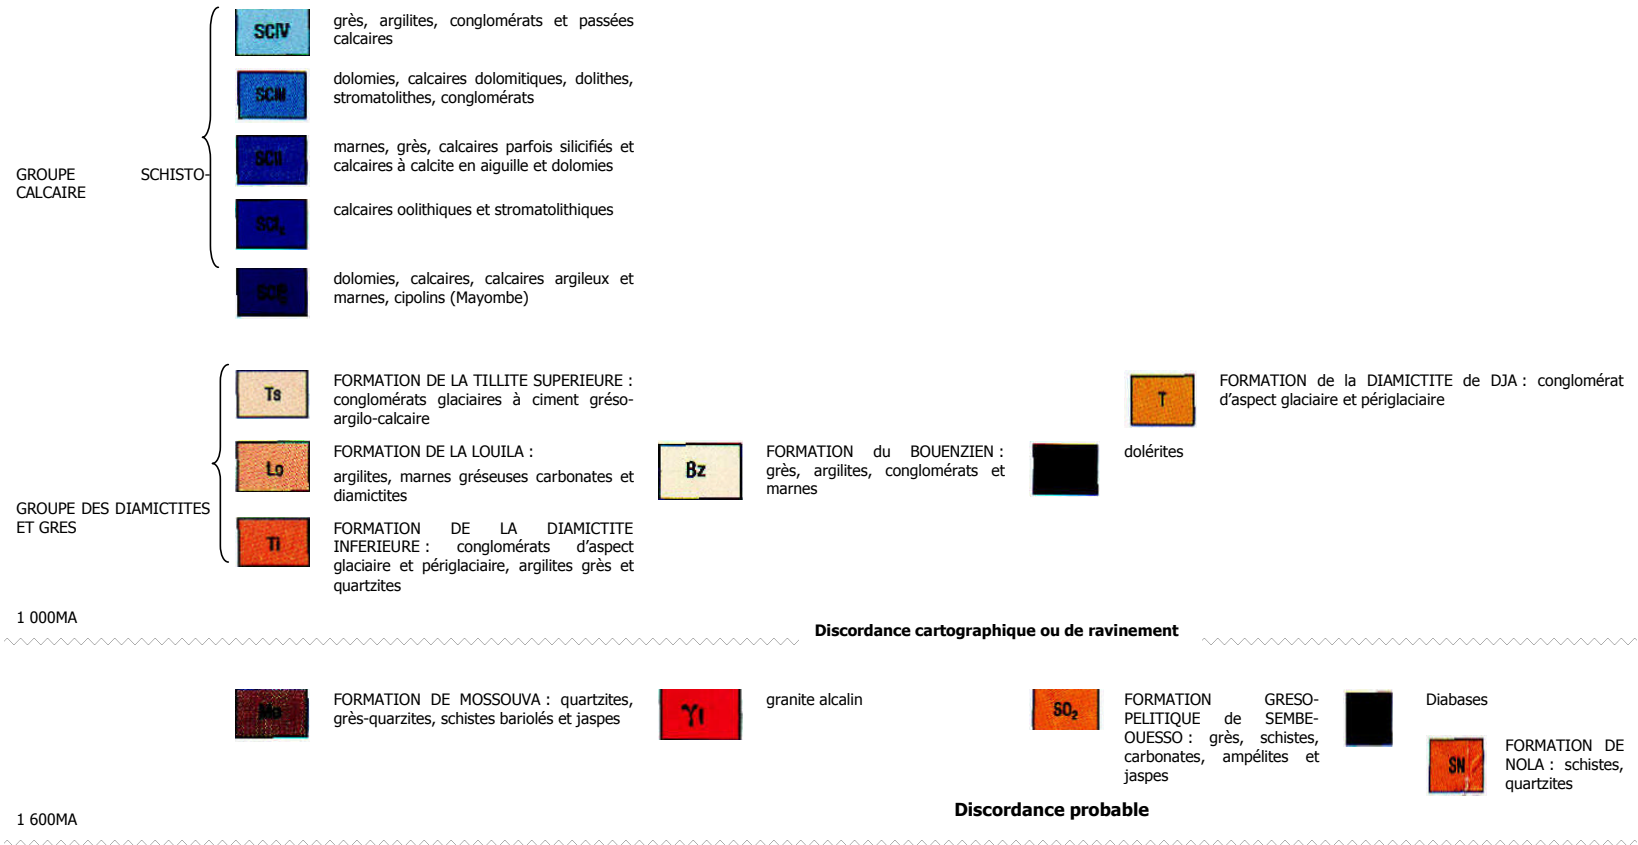 SCIV
grès, argilites, conglomérats et passées
calcaires
SCIII
dolomies, calcaires dolomitiques, dolithes,
stromatolithes, conglomérats
GROUPE SCHISTO-
CALCAIRE
SCII
marnes, grès, calcaires parfois silicifiés et
calcaires à calcite en aiguille et dolomies
calcaires oolithiques et stromatolithiques
dolomies, calcaires, calcaires argileux et
marnes, cipolins (Mayombe)
GROUPE DES DIAMICTITES
ET GRES
Ts
FORMATION DE LA TILLITE SUPERIEURE :
conglomérats glaciaires à ciment gréso-
argilo-calcaire
T
FORMATION de la DIAMICTITE de DJA : conglomérat
d'aspect glaciaire et périglaciaire
Lo
FORMATION DE LA LOUILA :
argilites, marnes gréseuses carbonates et
diamictites
Bz
FORMATION du BOUENZIEN :
grès, argilites, conglomérats et
marnes
dolérites
TI
FORMATION DE LA DIAMICTITE
INFERIEURE : conglomérats d'aspect
glaciaire et périglaciaire, argilites grès et
quartzites
1 000MA
Discordance cartographique ou de ravinement
Mo
FORMATION DE MOSSOUVA : quartzites,
grès-quarzites, schistes bariolés et jaspes
γI
granite alcalin
SO₂
FORMATION GRESO-
PELITIQUE de SEMBE-
OUESSO : grès, schistes,
carbonates, ampélites et
jaspes
Diabases
SN
FORMATION DE
NOLA : schistes,
quartzites
Discordance probable
1 600MA